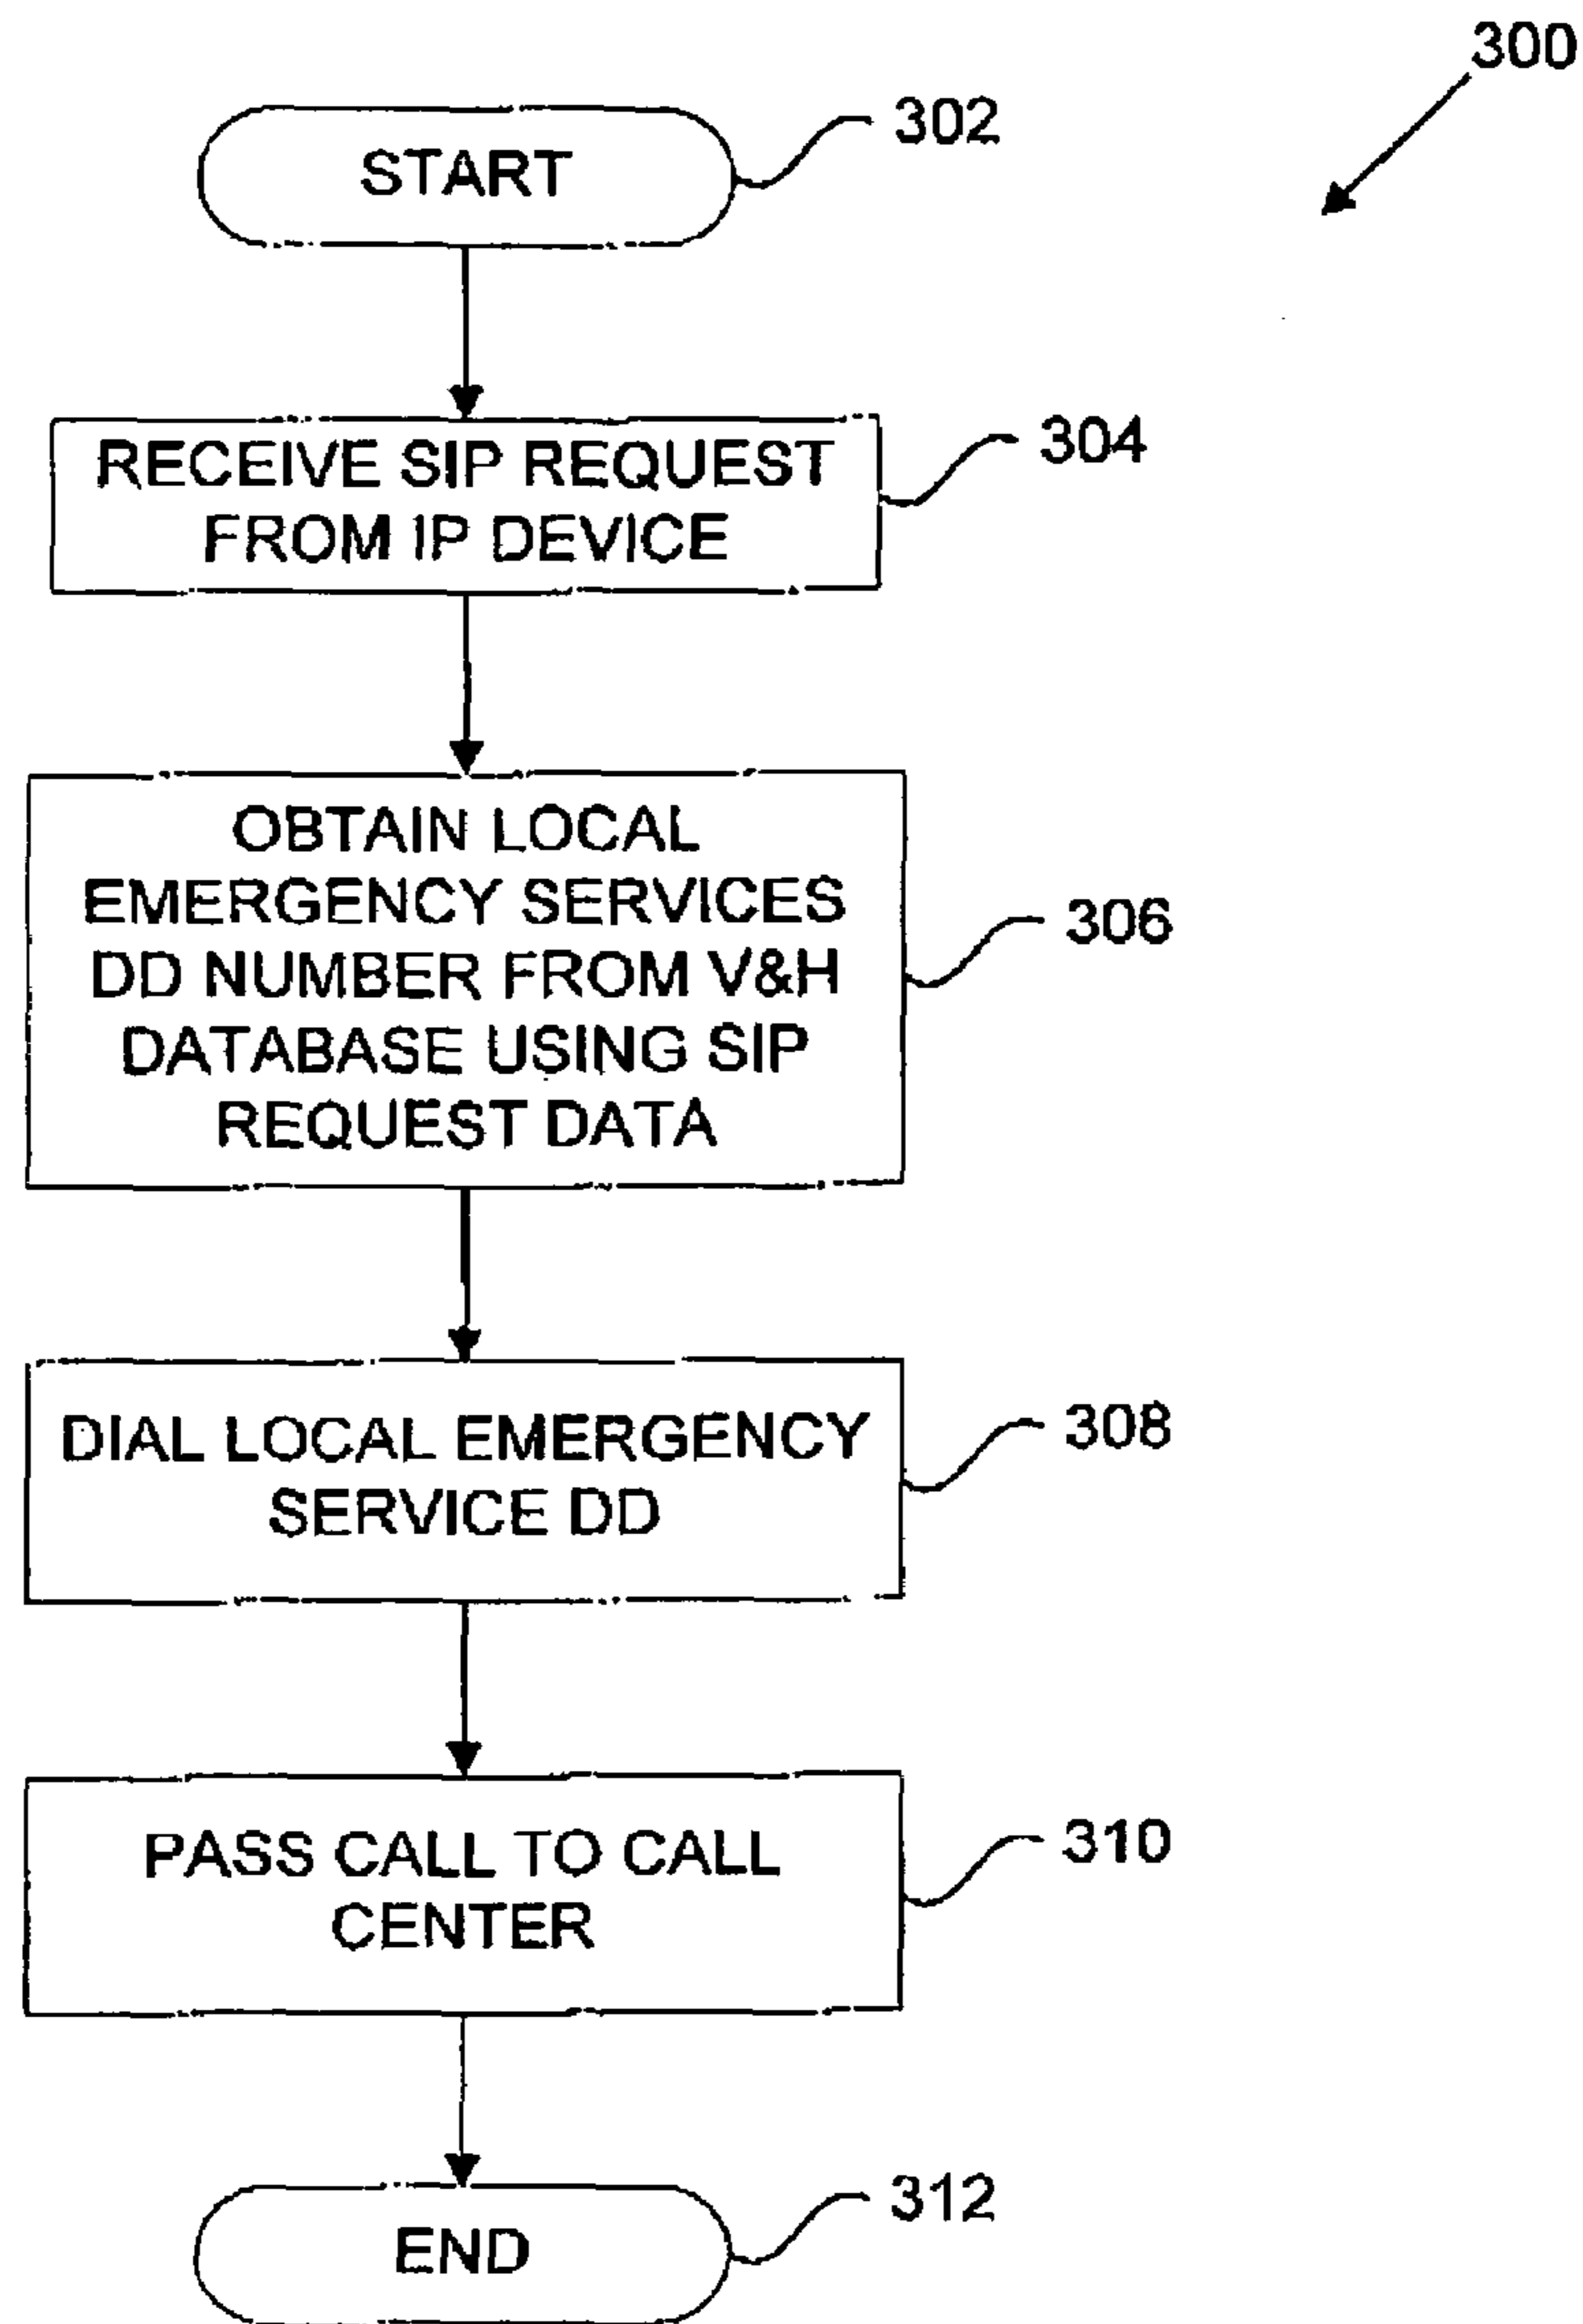 300
START
302
RECEIVE SIP REQUEST
FROM IP DEVICE
304
OBTAIN LOCAL
EMERGENCY SERVICES
DD NUMBER FROM V&H
DATABASE USING SIP
REQUEST DATA
306
DIAL LOCAL EMERGENCY
SERVICE DD
308
PASS CALL TO CALL
CENTER
310
END
312